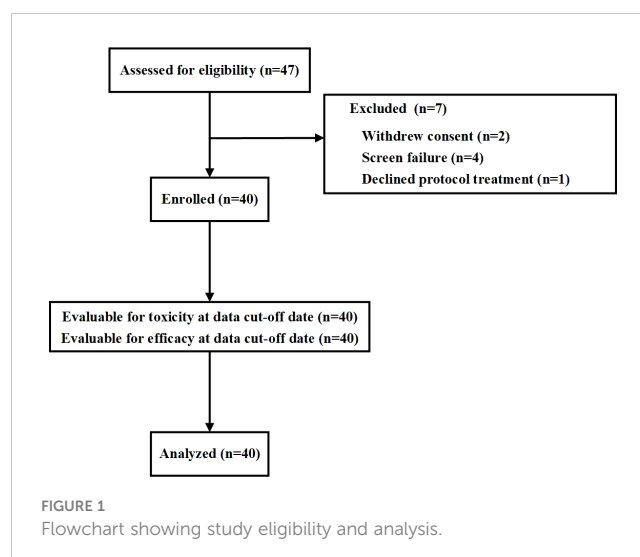 Assessed for eligibility (n=47)
Excluded (n=7)
Withdrew consent (n=2)
Screen failure (n=4)
Declined protocol treatment (n=1)
Enrolled (n=40)
Evaluable for toxicity at data cut-off date (n=40)
Evaluable for efficacy at data cut-off date (n=40)
Analyzed (n=40)
FIGURE 1
Flowchart showing study eligibility and analysis.